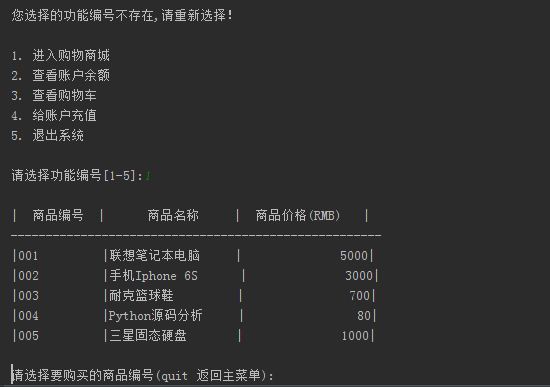 您选择的功能编号不存在,请重新选择!
1. 进入购物商城
2. 查看账户余额
3. 查看购物车
4. 给账户充值
5. 退出系统
请选择功能编号[1-5]:1
| 商品编号 | 商品名称 | 商品价格(RMB) |
------------------------------------------------------
|001 |联想笔记本电脑 | 5000|
|002 |手机Iphone 6S | 3000|
|003 |耐克篮球鞋 | 700|
|004 |Python源码分析 | 80|
|005 |三星固态硬盘 | 1000|
请选择要购买的商品编号(quit 返回主菜单):